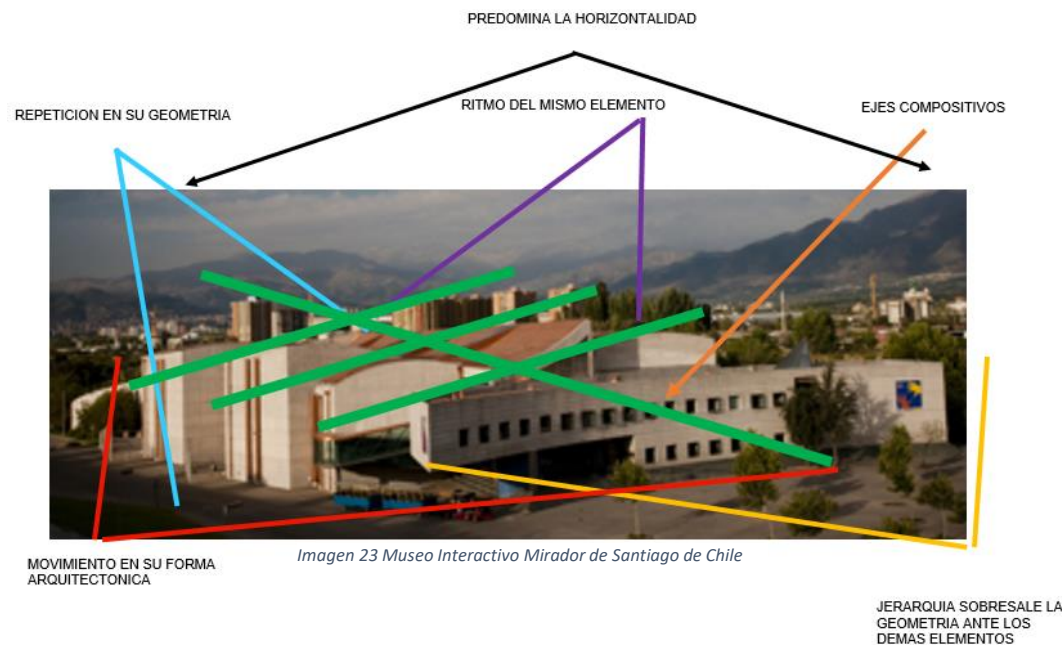 PREDOMINA LA HORIZONTALIDAD
REPETICION EN SU GEOMETRIA
RITMO DEL MISMO ELEMENTO
EJES COMPOSITIVOS
Imagen 23 Museo Interactivo Mirador de Santiago de Chile
MOVIMIENTO EN SU FORMA
ARQUITECTONICA
JERARQUIA SOBRESALE LA
GEOMETRIA ANTE LOS
DEMAS ELEMENTOS